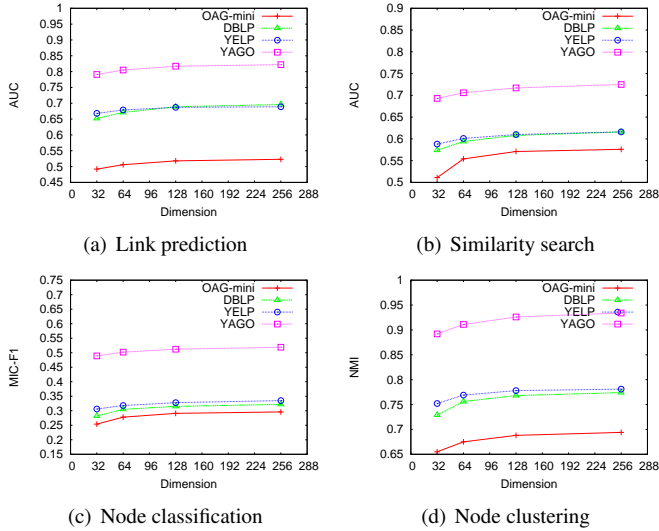 1
0.95
0.9
0.85
0.8
0.75
0.7
0.65
0.6
0.55
0.5
0.45
AUC
OAG-mini
DBLP
YELP
YAGO
0 32 64 96 128 160 192 224 256 288
Dimension
(a) Link prediction
0.9
0.85
0.8
0.75
0.7
0.65
0.6
0.55
0.5
AUC
OAG-mini
DBLP
YELP
YAGO
0 32 64 96 128 160 192 224 256 288
Dimension
(b) Similarity search
0.75
0.7
0.65
0.6
0.55
0.5
0.45
0.4
0.35
0.3
0.25
0.2
0.15
MIC-F1
OAG-mini
DBLP
YELP
YAGO
0 32 64 96 128 160 192 224 256 288
Dimension
(c) Node classification
1
0.95
0.9
0.85
0.8
0.75
0.7
0.65
NMI
OAG-mini
DBLP
YELP
YAGO
0 32 64 96 128 160 192 224 256 288
Dimension
(d) Node clustering